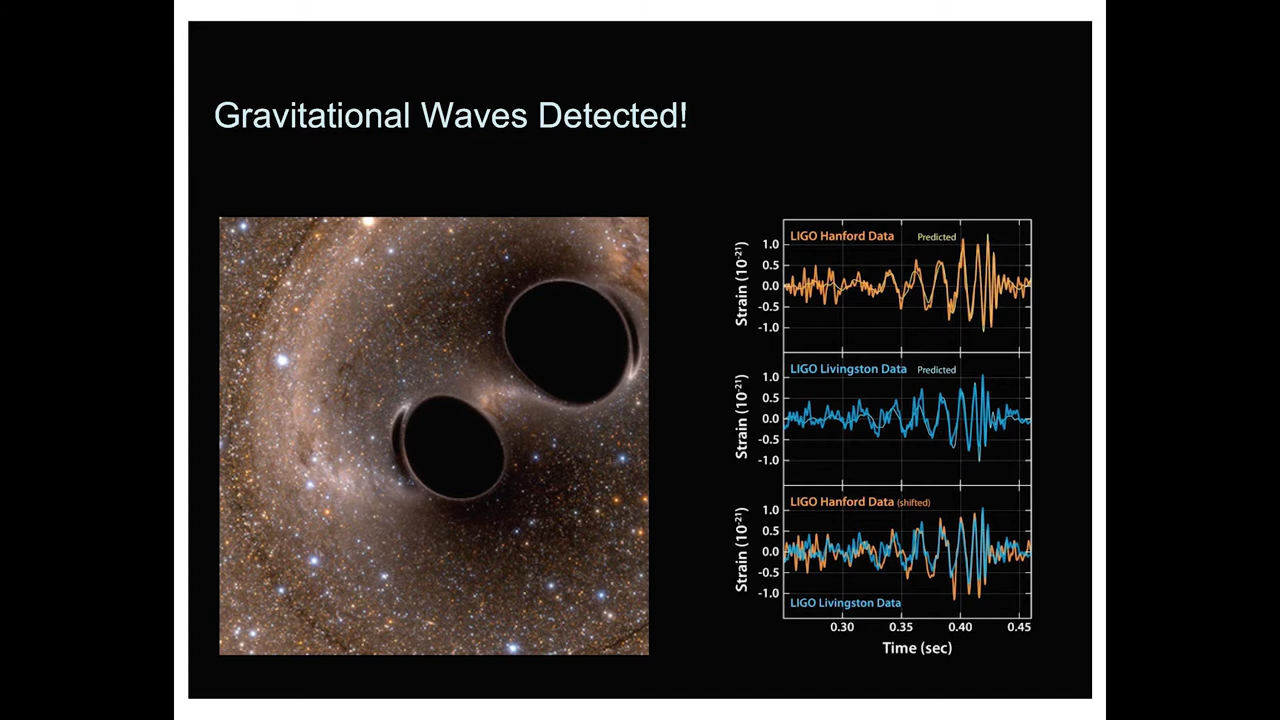 Gravitational Waves Detected!
LIGO Hanford Data Predicted
1.0
0.5
0.0
-0.5
-1.0
Strain (10-21)
LIGO Livingston Data Predicted
1.0
0.5
0.0
-0.5
-1.0
Strain (10-21)
LIGO Hanford Data (shifted)
1.0
0.5
0.0
-0.5
-1.0
Strain (10-21)
LIGO Livingston Data
0.30 0.35 0.40 0.45
Time (sec)